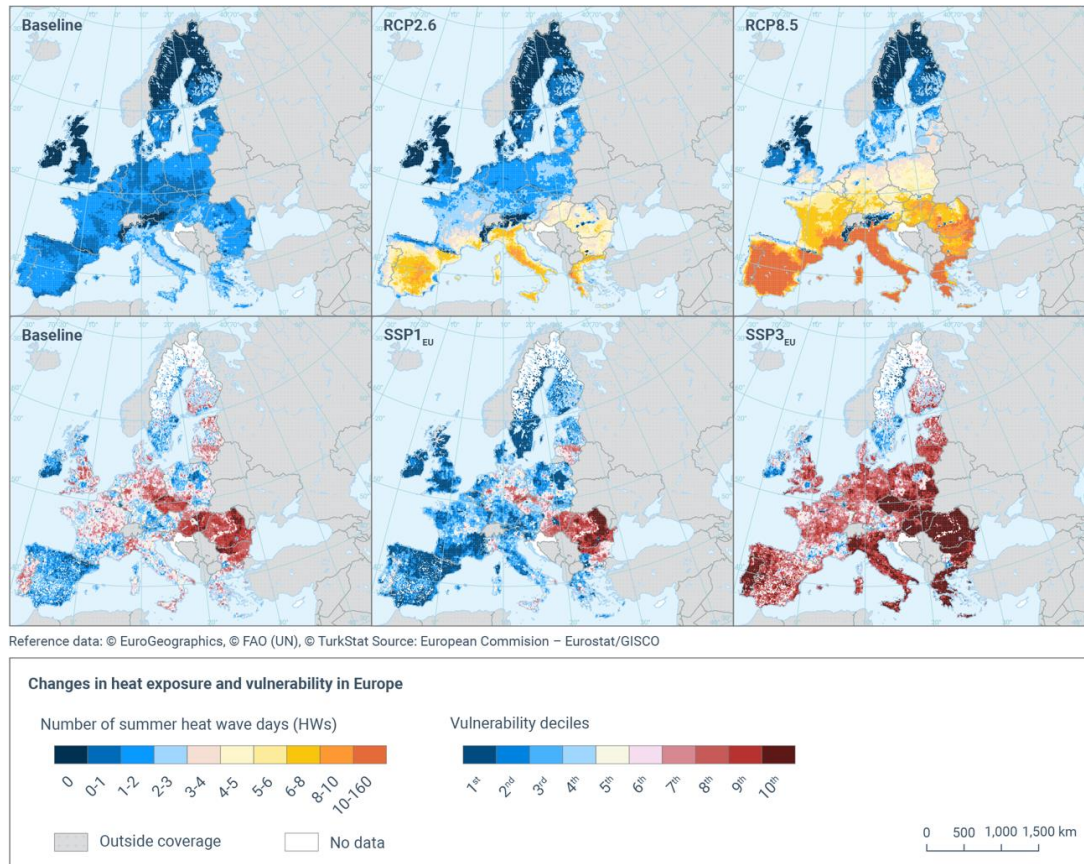 Baseline
RCP2.6
RCP8.5
Baseline
SSP1EU
SSP3EU
Reference data: © EuroGeographics, © FAO (UN), © TurkStat Source: European Commision – Eurostat/GISCO
Changes in heat exposure and vulnerability in Europe
Number of summer heat wave days (HWs)
0
0-1
1-2
2-3
3-4
4-5
5-6
6-8
8-10
10-160
Vulnerability deciles
1st
2nd
3rd
4th
5th
6th
7th
8th
9th
10th
Outside coverage
No data
0 500 1,000 1,500 km